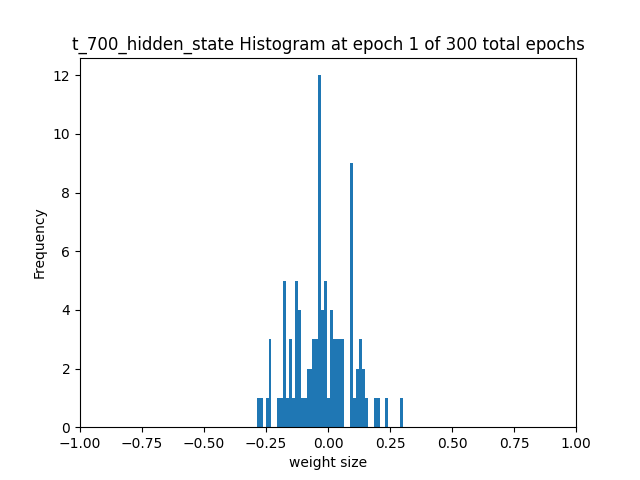 t_700_hidden_state Histogram at epoch 1 of 300 total epochs
Frequency
12
10
8
6
4
2
0
−1.00 −0.75 −0.50 −0.25 0.00 0.25 0.50 0.75 1.00
weight size